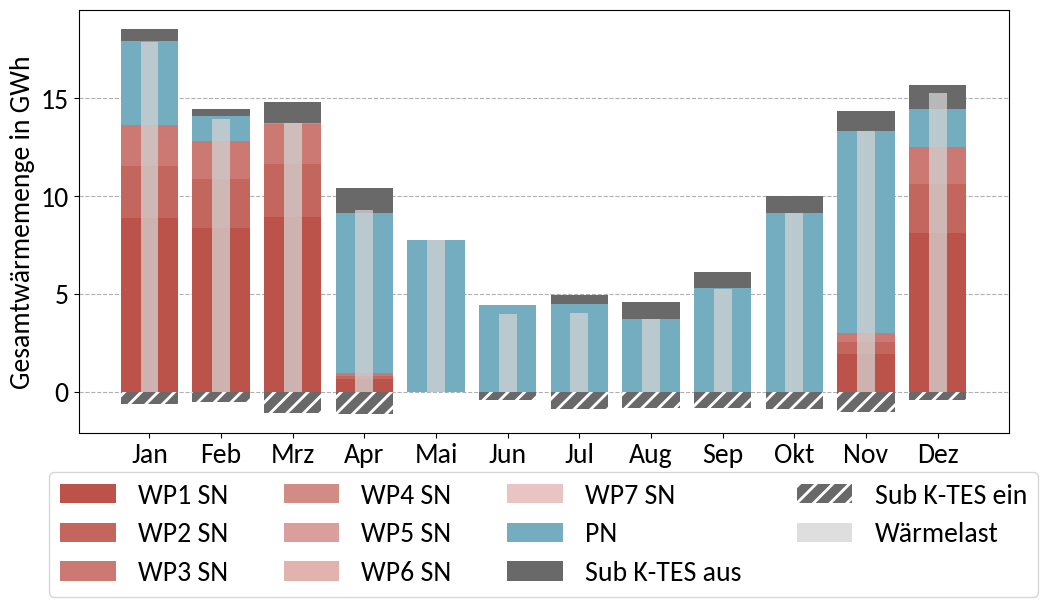 Gesamtwärmemenge in GWh
15
10
5
0
Jan Feb Mrz Apr Mai Jun Jul Aug Sep Okt Nov Dez
WP1 SN WP4 SN WP7 SN Sub K-TES ein
WP2 SN WP5 SN PN Wärmelast
WP3 SN WP6 SN Sub K-TES aus